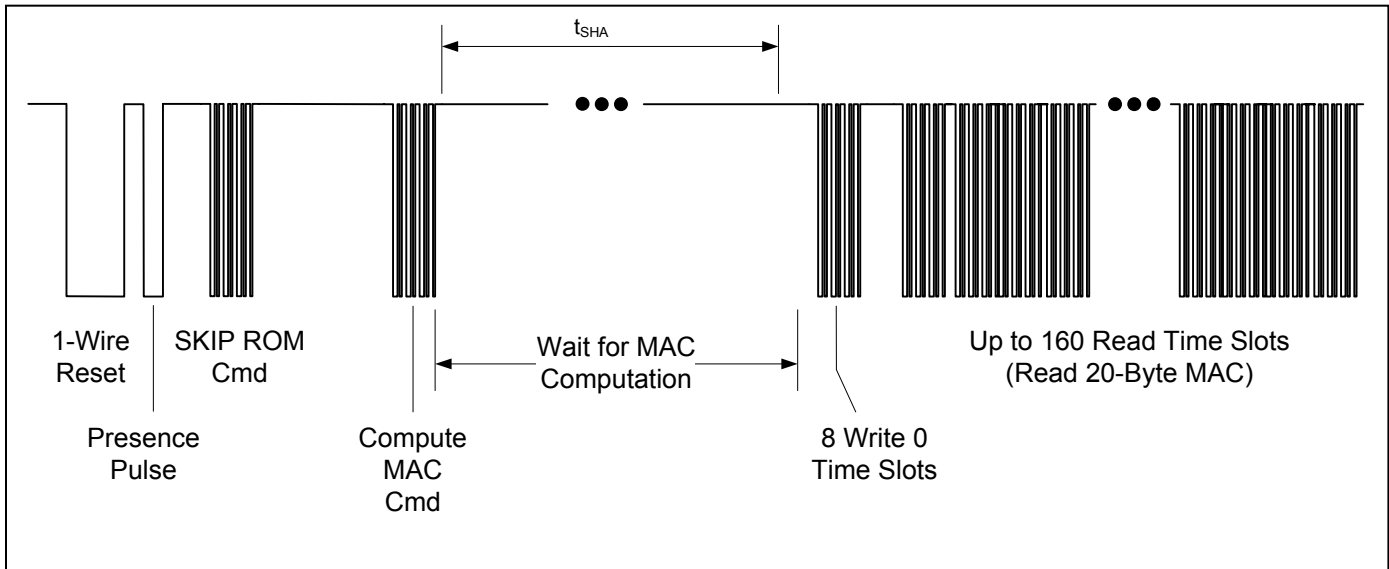 tSHA
1-Wire
Reset
SKIP ROM
Cmd
Wait for MAC
Computation
Up to 160 Read Time Slots
(Read 20-Byte MAC)
Presence
Pulse
Compute
MAC
Cmd
8 Write 0
Time Slots